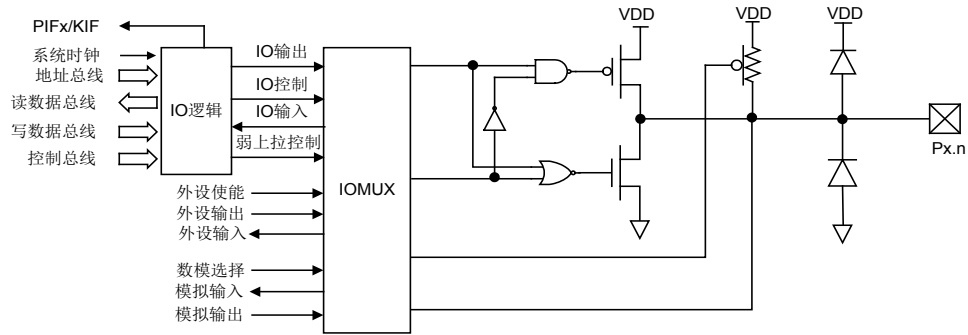 PIFx/KIF
系统时钟
地址总线
读数据总线
写数据总线
控制总线
IO逻辑
IO输出
IO控制
IO输入
弱上拉控制
外设使能
外设输出
外设输入
数模选择
模拟输入
模拟输出
IOMUX
VDD
VDD
VDD
Px.n